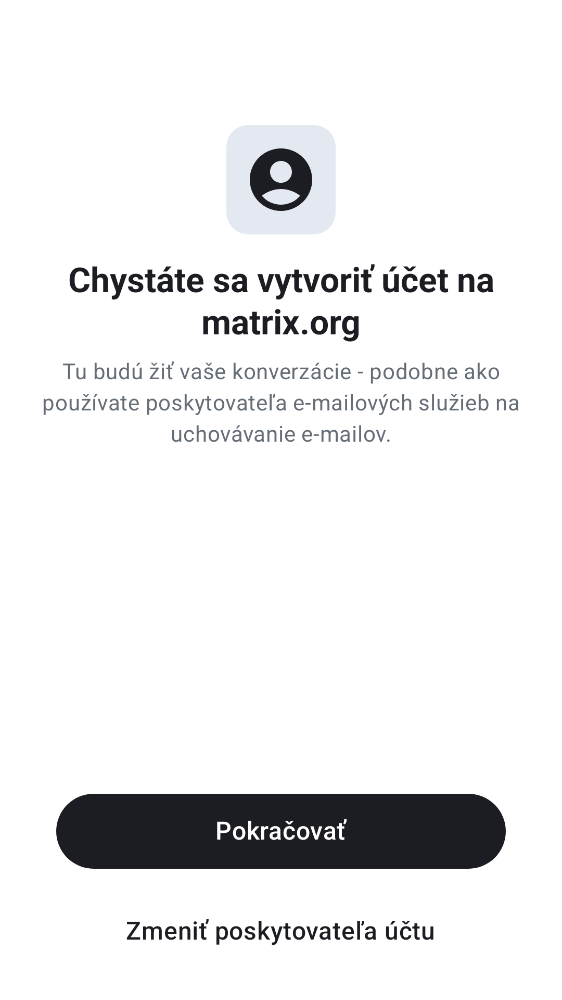 Chystáte sa vytvoriť účet na
matrix.org
Tu budú žiť vaše konverzácie - podobne ako
používate poskytovateľa e-mailových služieb na
uchovávanie e-mailov.
Pokračovať
Zmeniť poskytovateľa účtu